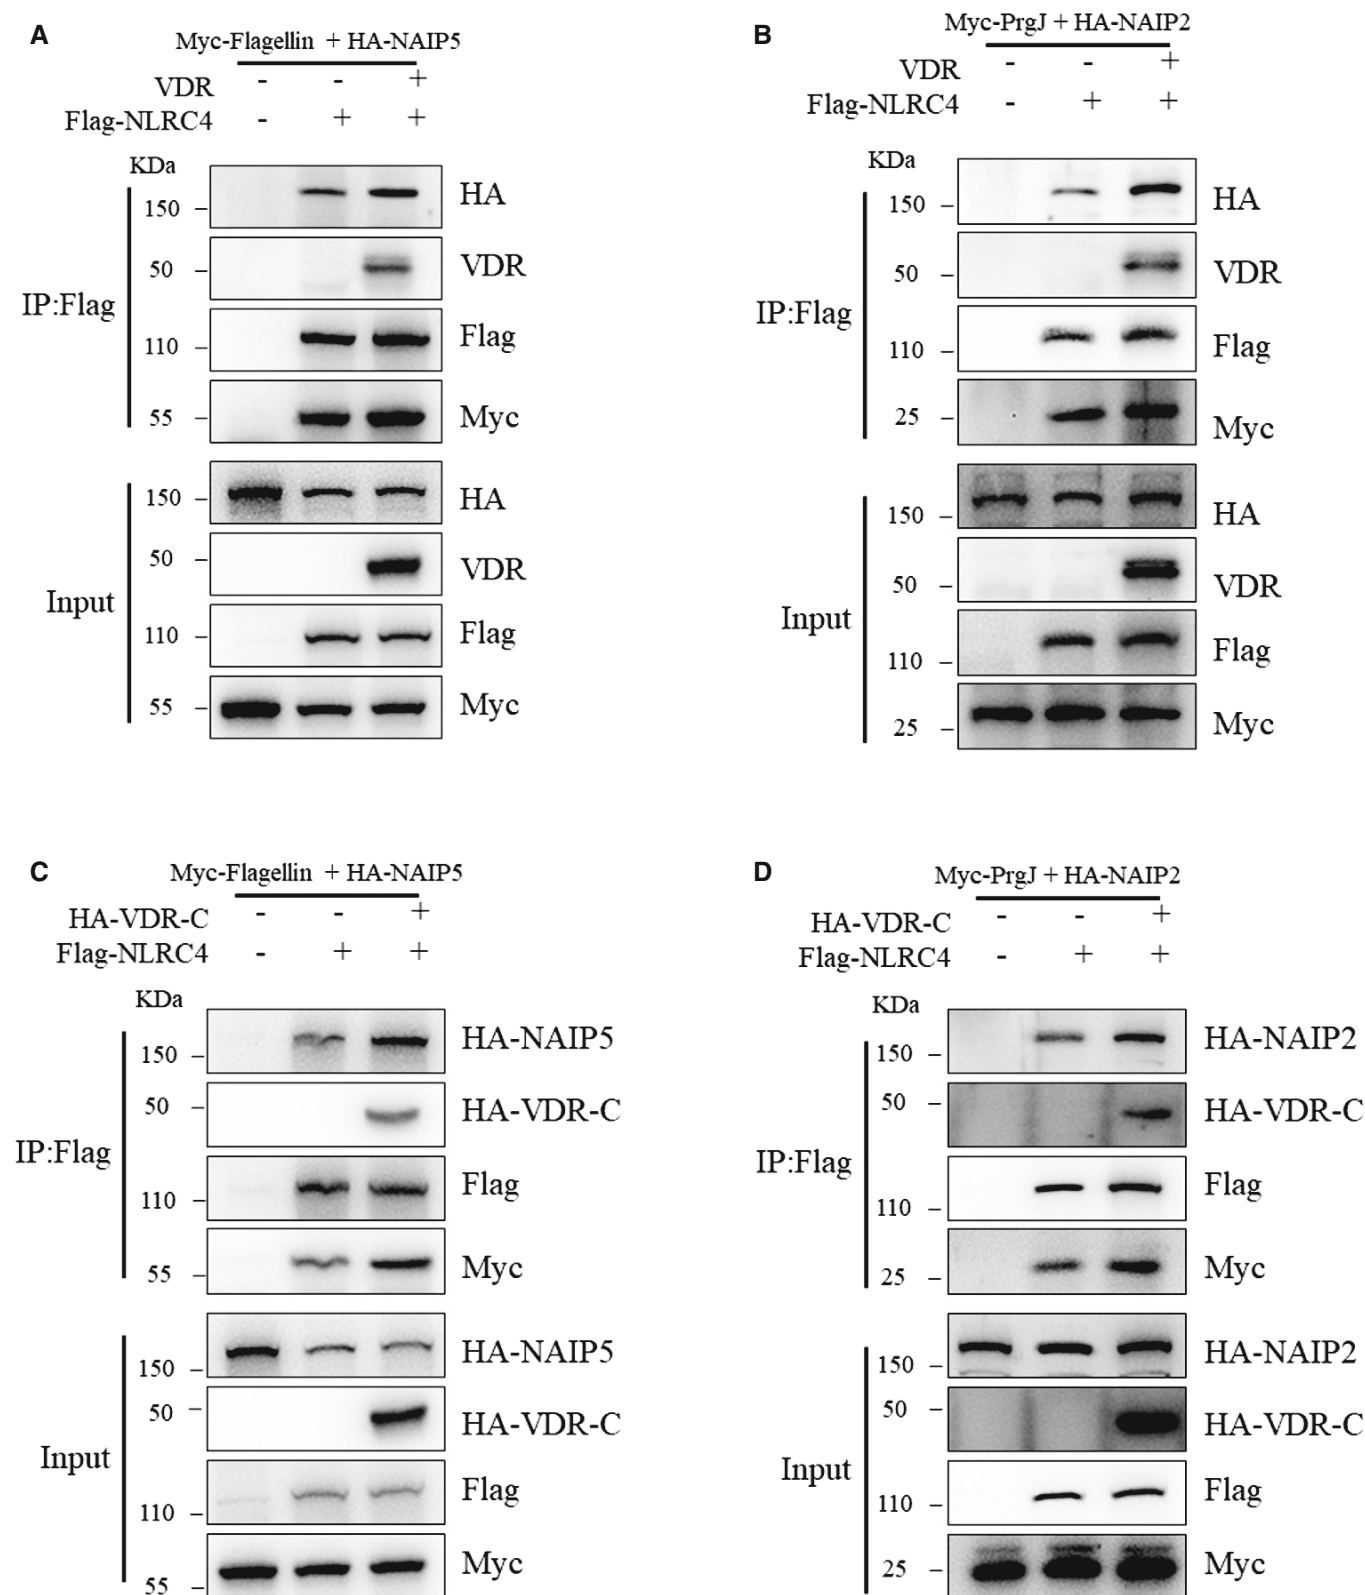 A
Myc-Flagellin + HA-NAIP5
VDR - - +
Flag-NLRC4 - + +
KDa
IP:Flag
150 – HA
50 – VDR
110 – Flag
55 – Myc
Input
150 – HA
50 – VDR
110 – Flag
55 – Myc
B
Myc-PrgJ + HA-NAIP2
VDR - - +
Flag-NLRC4 - + +
KDa
IP:Flag
150 – HA
50 – VDR
110 – Flag
25 – Myc
Input
150 – HA
50 – VDR
110 – Flag
25 – Myc
C
Myc-Flagellin + HA-NAIP5
HA-VDR-C - - +
Flag-NLRC4 - + +
KDa
IP:Flag
150 – HA-NAIP5
50 – HA-VDR-C
110 – Flag
55 – Myc
Input
150 – HA-NAIP5
50 – HA-VDR-C
110 – Flag
55 – Myc
D
Myc-PrgJ + HA-NAIP2
HA-VDR-C - - +
Flag-NLRC4 - + +
KDa
IP:Flag
150 – HA-NAIP2
50 – HA-VDR-C
110 – Flag
25 – Myc
Input
150 – HA-NAIP2
50 – HA-VDR-C
110 – Flag
25 – Myc